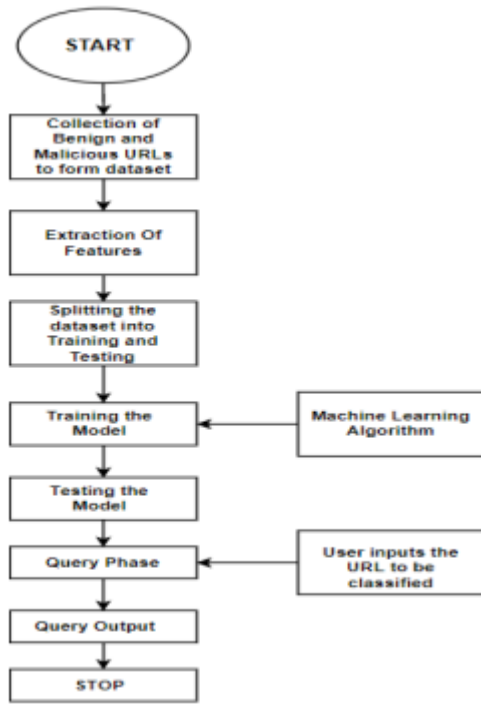 START
Collection of
Benign and
Malicious URLs
to form dataset
Extraction Of
Features
Splitting the
dataset into
Training and
Testing
Training the
Model
Machine Learning
Algorithm
Testing the
Model
Query Phase
User inputs the
URL to be
classified
Query Output
STOP